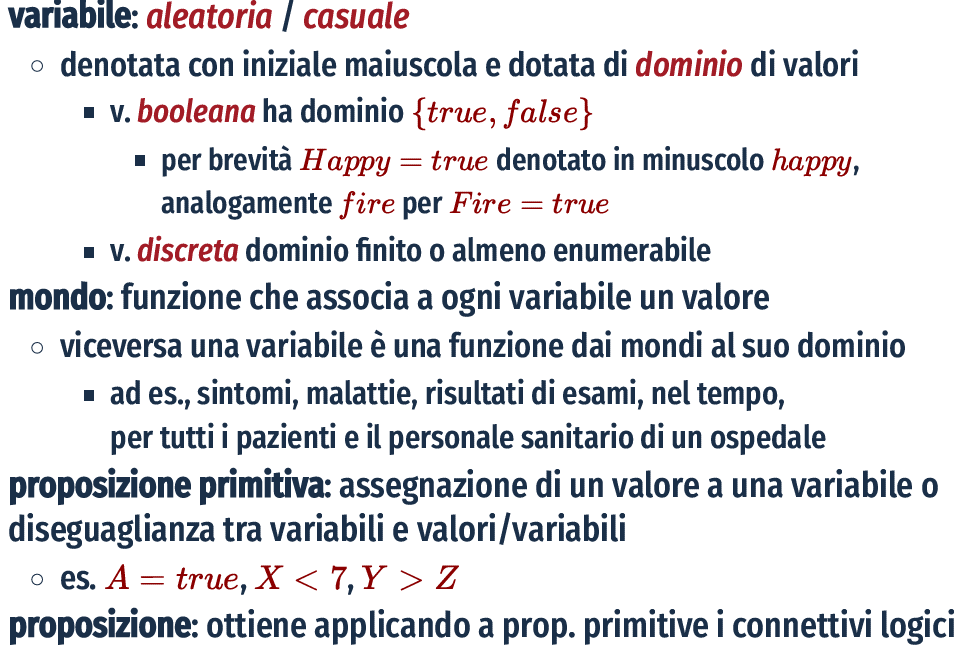 variabile: aleatoria / casuale
○ denotata con iniziale maiuscola e dotata di dominio di valori
▪ v. booleana ha dominio {true, false}
▪ per brevità Happy = true denotato in minuscolo happy,
analogamente fire per Fire = true
▪ v. discreta dominio finito o almeno enumerabile
mondo: funzione che associa a ogni variabile un valore
○ viceversa una variabile è una funzione dai mondi al suo dominio
▪ ad es., sintomi, malattie, risultati di esami, nel tempo,
per tutti i pazienti e il personale sanitario di un ospedale
proposizione primitiva: assegnazione di un valore a una variabile o
diseguaglianza tra variabili e valori/variabili
○ es. A = true, X < 7, Y > Z
proposizione: ottiene applicando a prop. primitive i connettivi logici